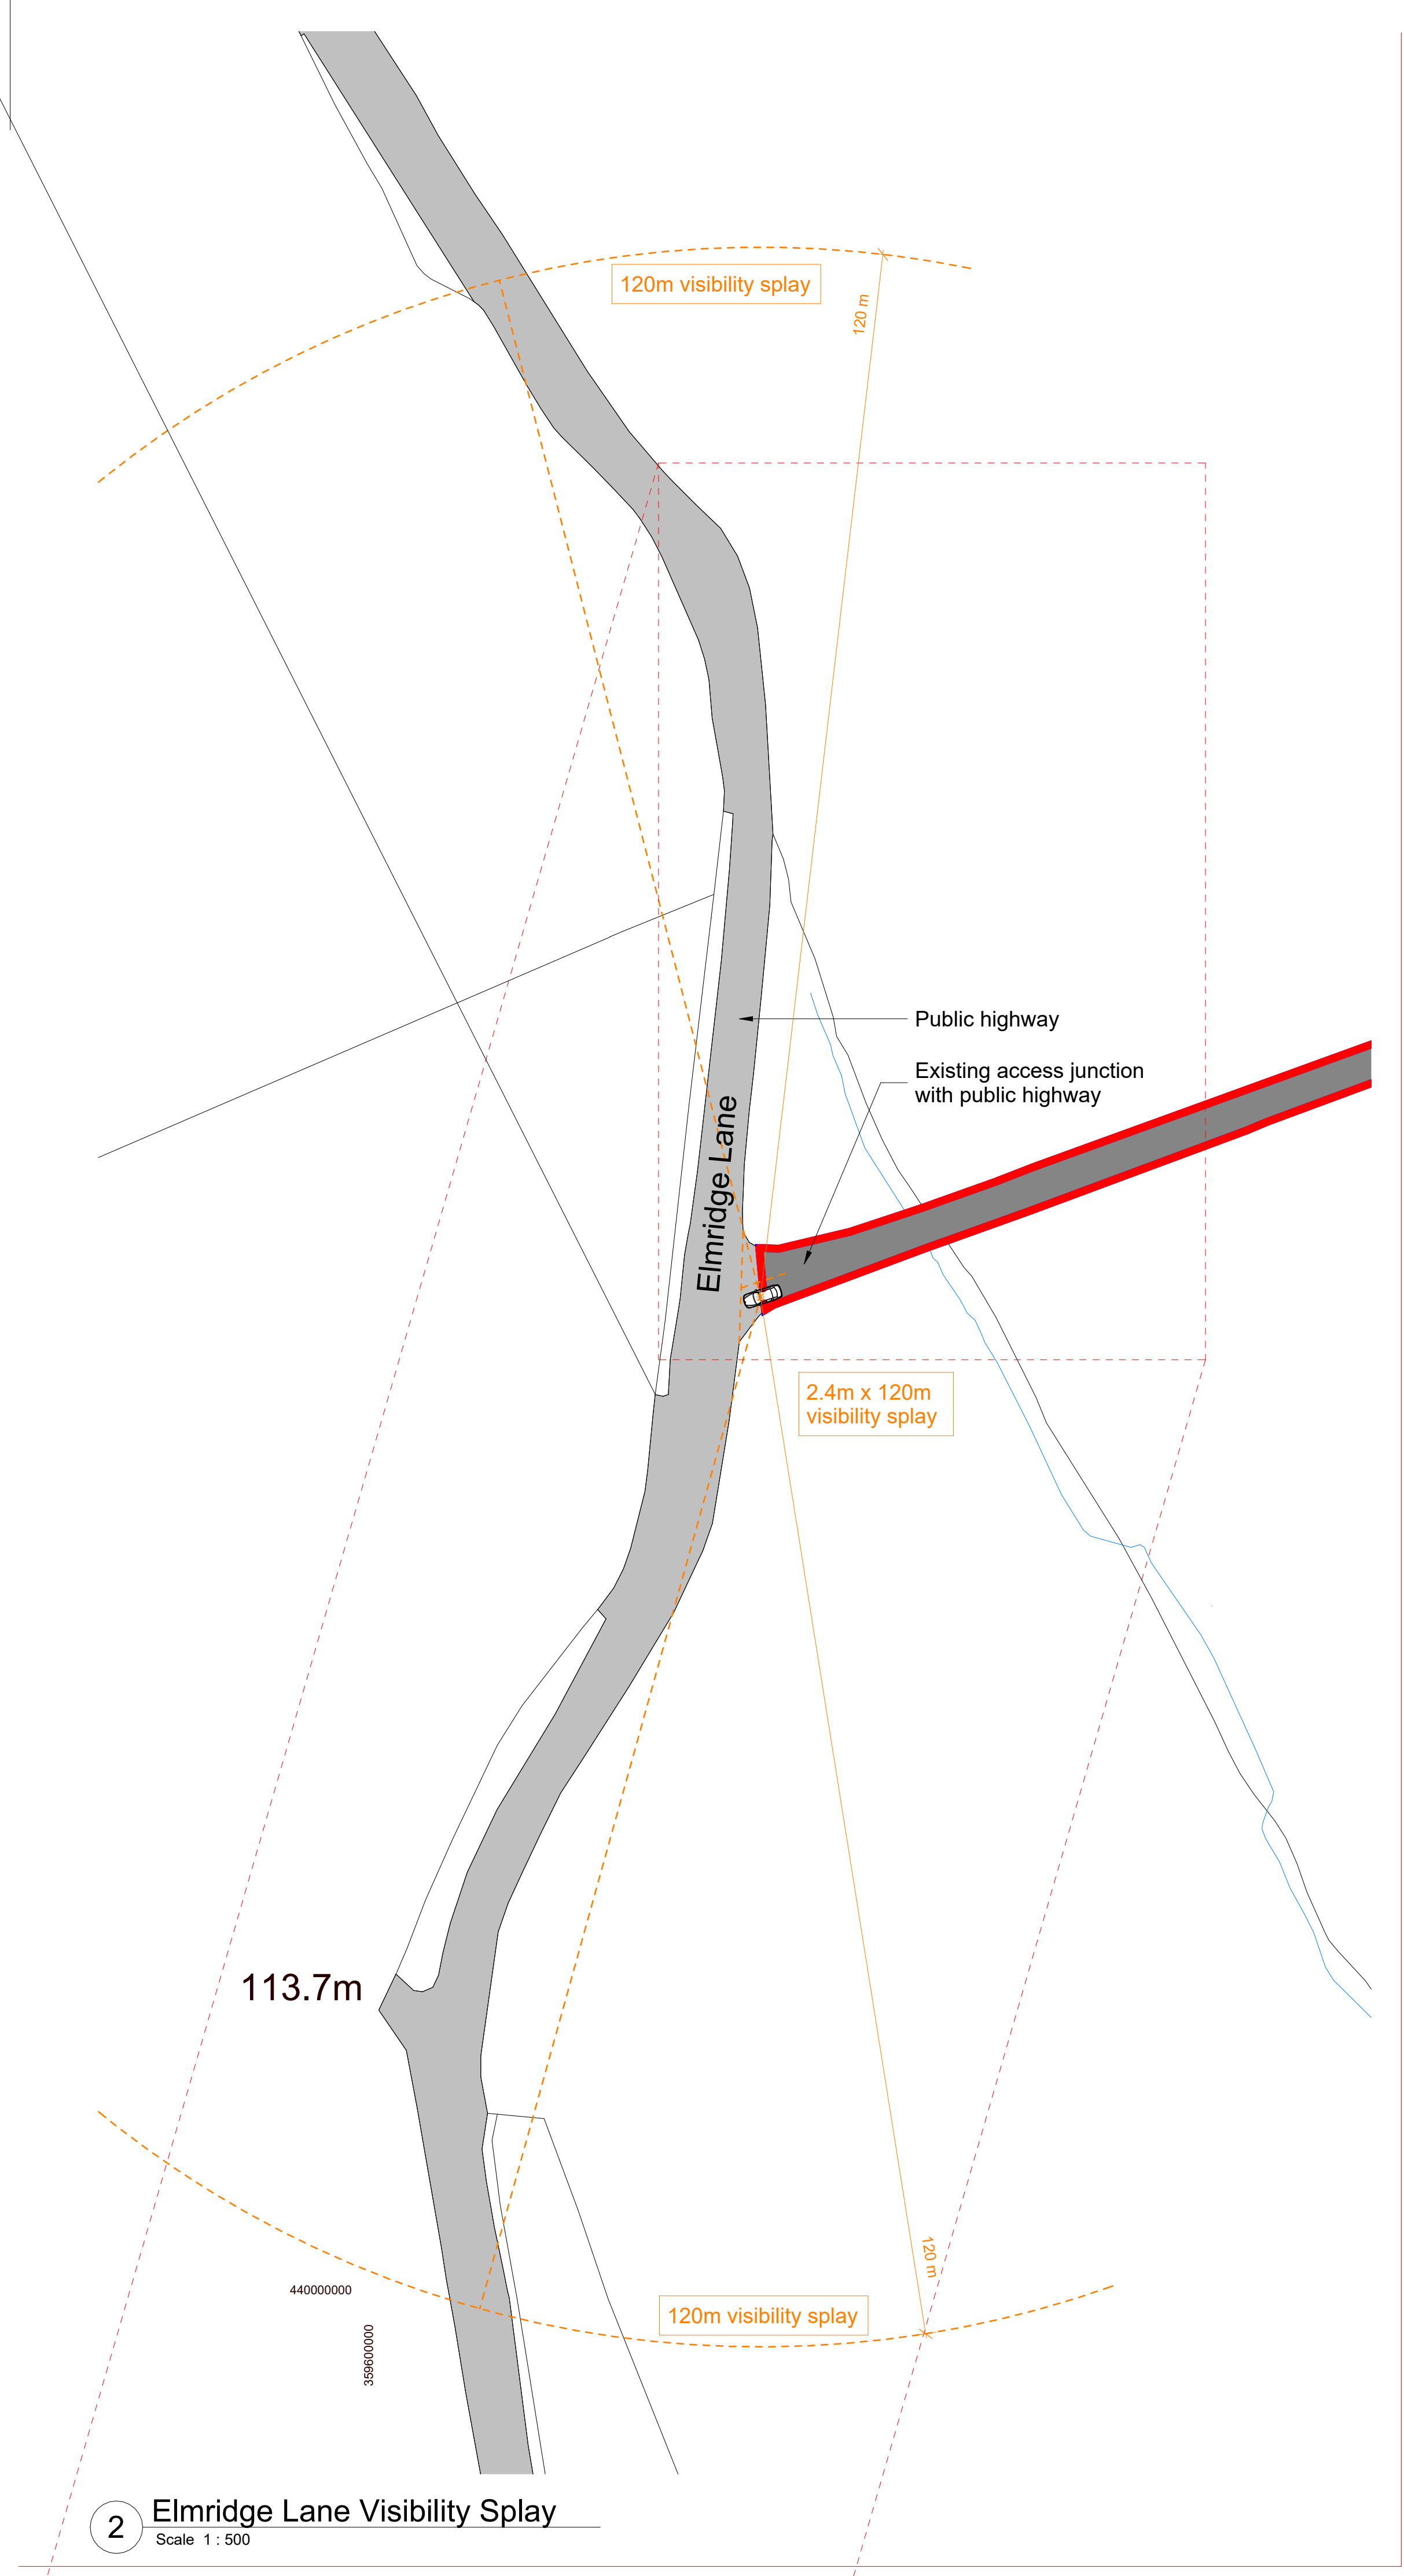 120m visibility splay
120 m
Public highway
Existing access junction
with public highway
Elmridge Lane
2.4m x 120m
visibility splay
113.7m
120 m
440000000
120m visibility splay
359600000
2
Elmridge Lane Visibility Splay
Scale 1 : 500